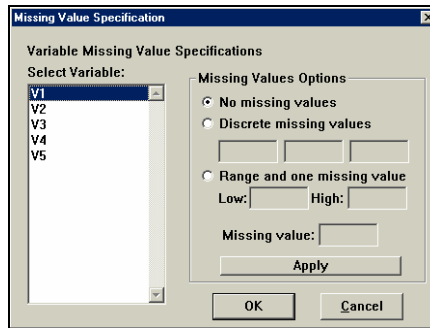 Missing Value Specification
Variable Missing Value Specifications
Select Variable:
V1
V2
V3
V4
V5
Missing Values Options
No missing values
Discrete missing values
Range and one missing value
Low: High:
Missing value:
Apply
OK Cancel